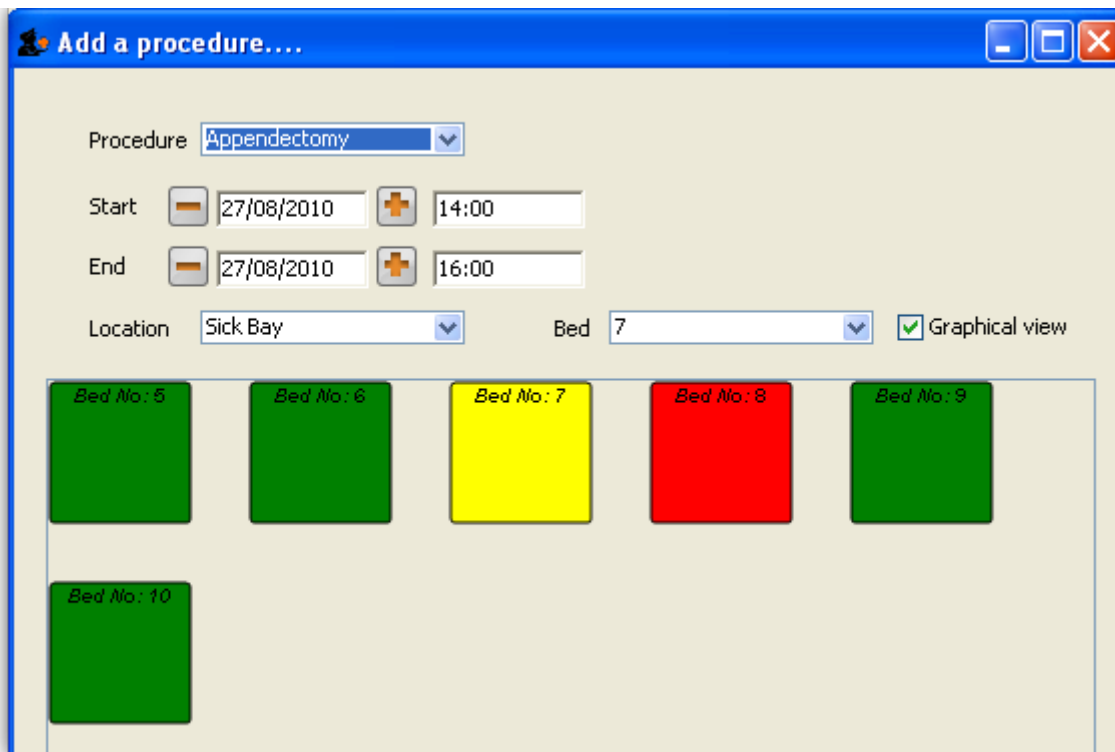 Add a procedure....
Procedure Appendectomy
Start 27/08/2010 14:00
End 27/08/2010 16:00
Location Sick Bay Bed 7 Graphical view
Bed No: 5 Bed No: 6 Bed No: 7 Bed No: 8 Bed No: 9
Bed No: 10